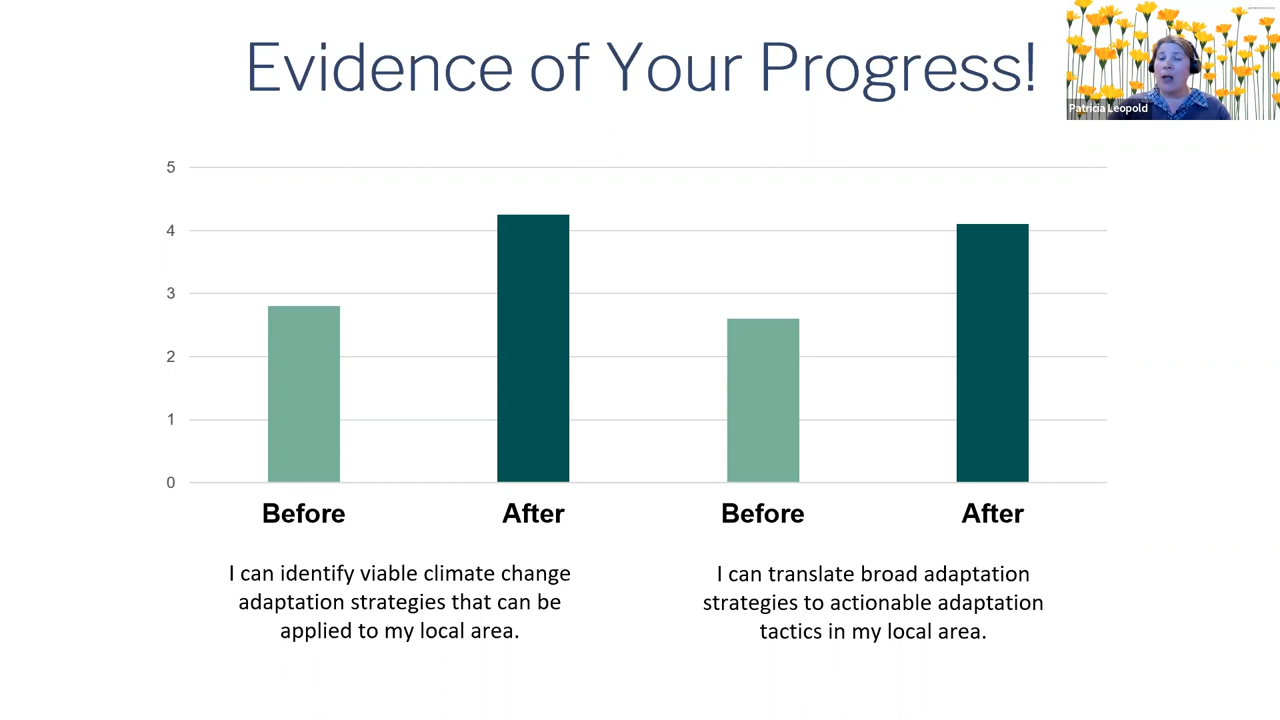 Evidence of Your Progress!
Patricia Leopold
5
4
3
2
1
0
Before After Before After
I can identify viable climate change
adaptation strategies that can be
applied to my local area.
I can translate broad adaptation
strategies to actionable adaptation
tactics in my local area.